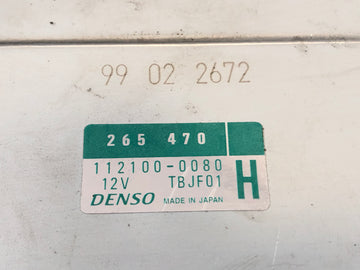 99 02 2672
265 470
112100-0080
12V TBJF01 H
DENSO MADE IN JAPAN